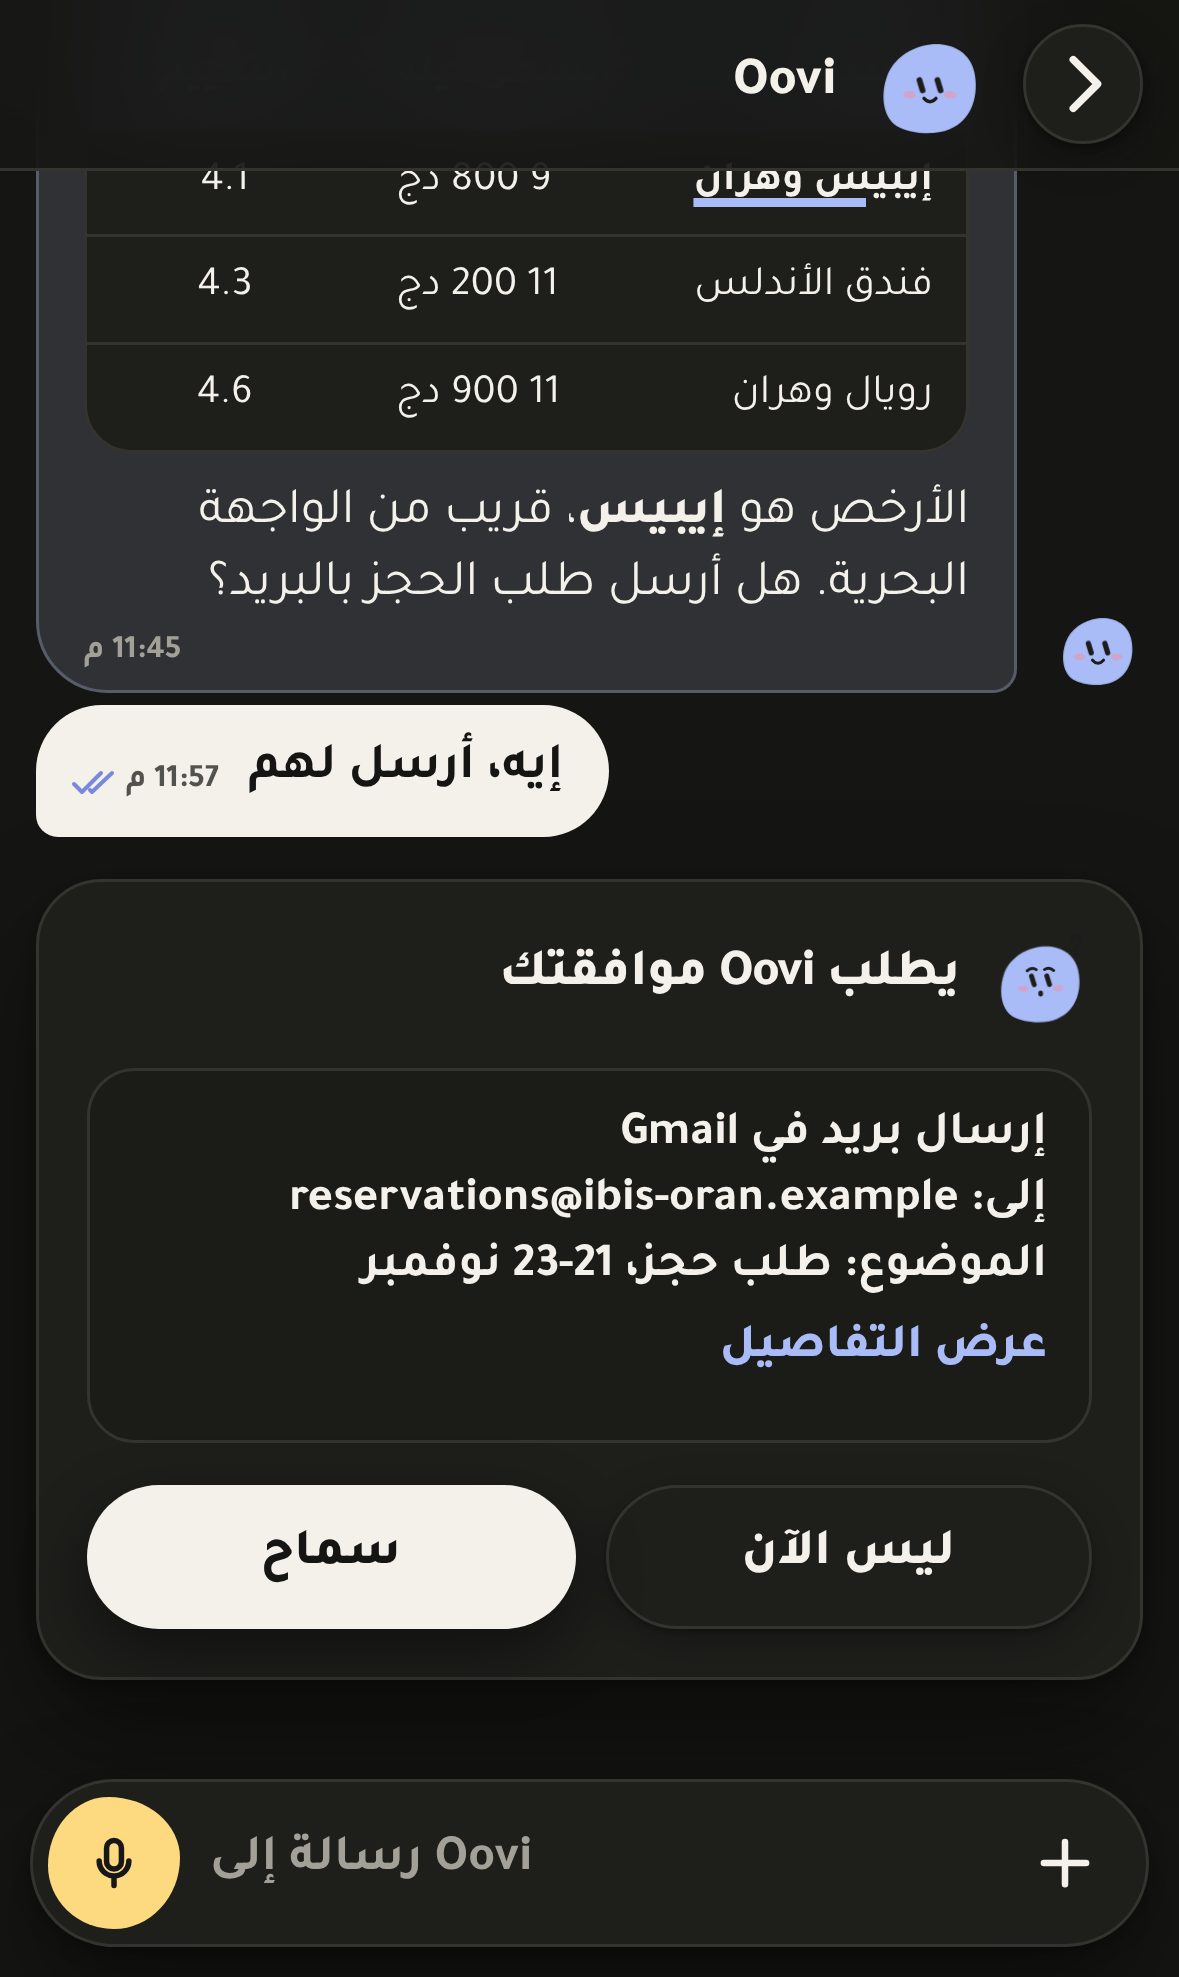 Oovi
إيبيس وهران 9 800 دج 4.1
فندق الأندلس 11 200 دج 4.3
رويال وهران 11 900 دج 4.6
الأرخص هو إيبيس، قريب من الواجهة
البحرية. هل أرسل طلب الحجز بالبريد؟
11:45 م
إيه، أرسل لهم 11:57 م
يطلب Oovi موافقتك
إرسال بريد في Gmail
إلى: reservations@ibis-oran.example
الموضوع: طلب حجز، 21-23 نوفمبر
عرض التفاصيل
ليس الآن
سماح
Oovi رسالة إلى